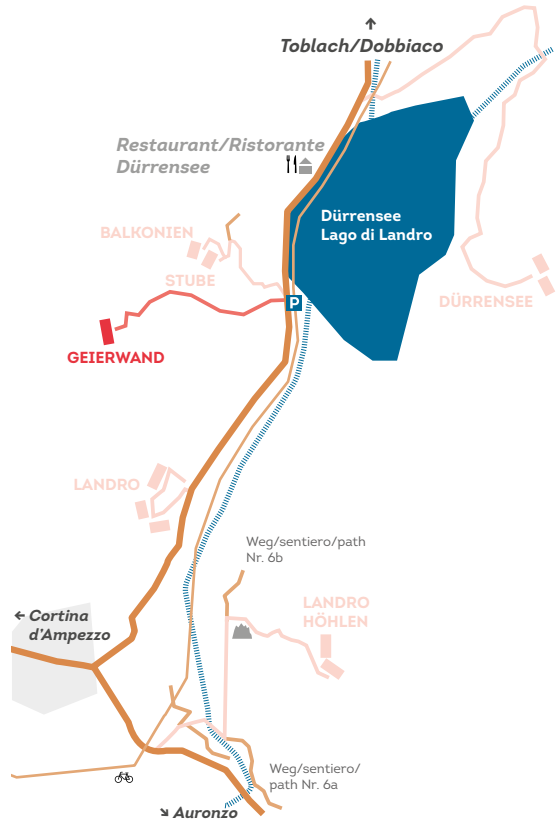 ↑
Toblach/Dobbiaco
Restaurant/Ristorante
Dürrensee
Dürrensee
Lago di Landro
BALKONIEN
STUBE
DÜRRENSEE
P
GEIERWAND
LANDRO
Weg/sentiero/path
Nr. 6b
LANDRO
HÖHLEN
← Cortina
d'Ampezzo
Weg/sentiero/
path Nr. 6a
↘ Auronzo